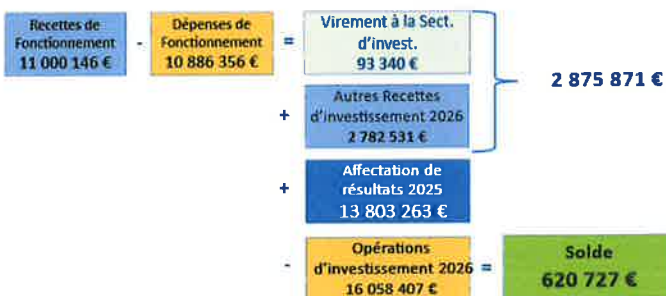 Recettes de
Fonctionnement
11 000 146 €
-
Dépenses de
Fonctionnement
10 886 356 €
=
Virement à la Sect.
d'invest.
93 340 €
+
Autres Recettes
d'investissement 2026
2 782 531 €
2 875 871 €
+
Affectation de
résultats 2025
13 803 263 €
-
Opérations
d'investissement 2026
16 058 407 €
=
Solde
620 727 €